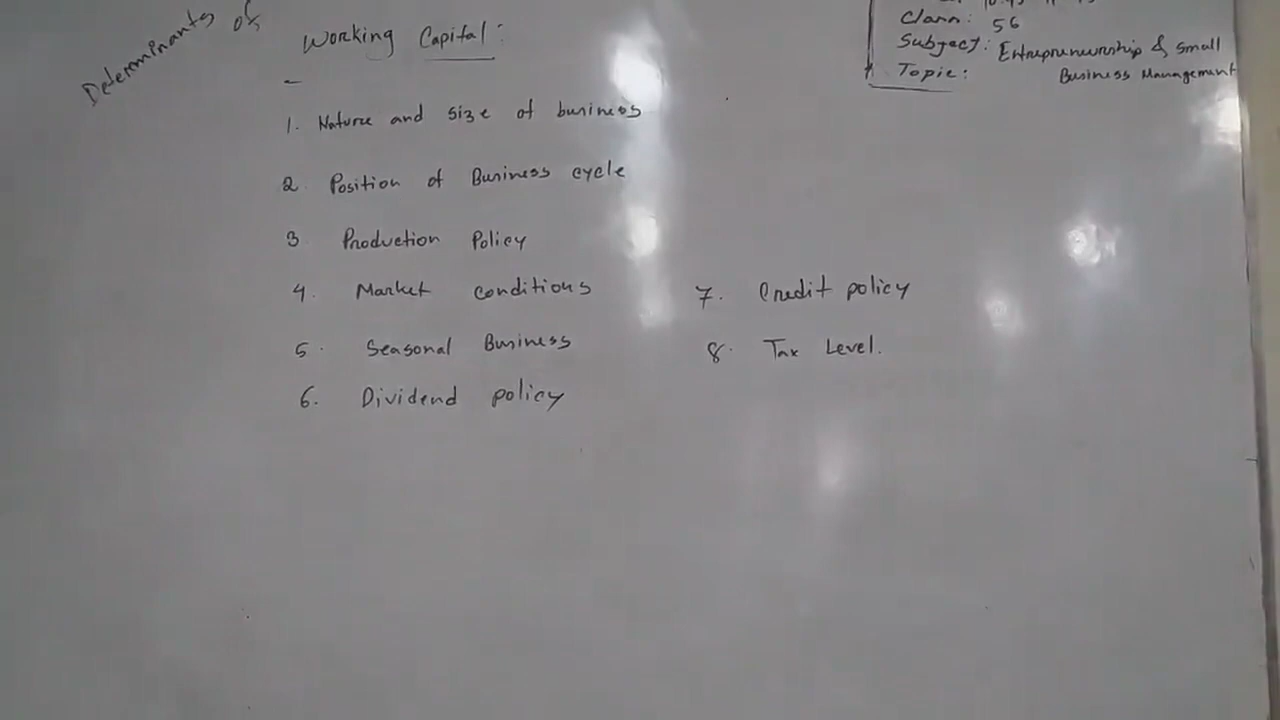 Determinants of
Working Capital:
1. Nature and size of business
2. Position of Business cycle
3 Production Policy
4. Market conditions
5. Seasonal Business
6. Dividend policy
7. Credit policy
8. Tax Level.
Class: 56
Subject: Entrepreneurship & Small
Business Management
Topic: